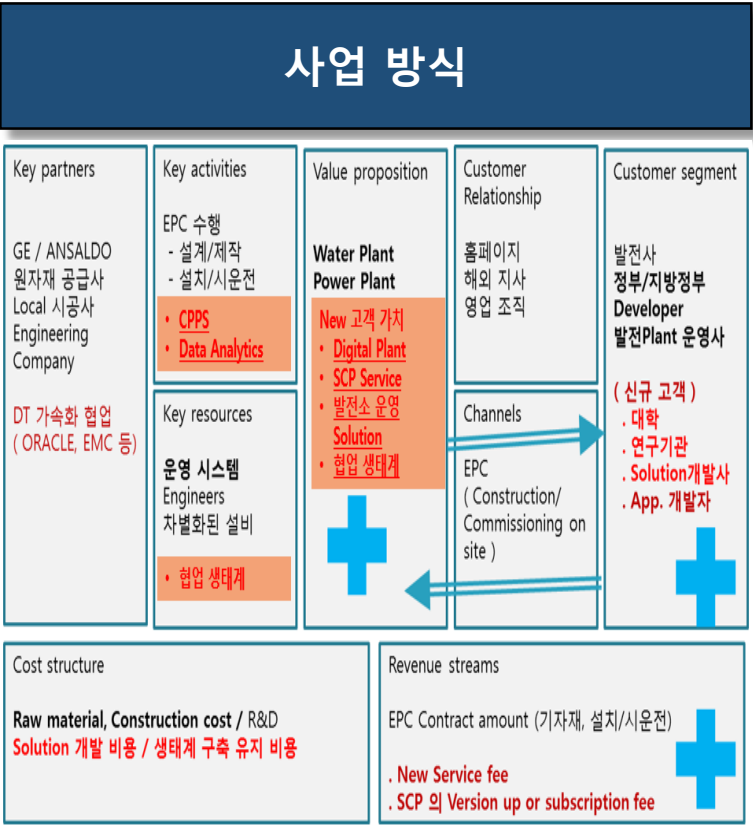 사업 방식
Key partners
GE / ANSALDO
원자재 공급사
Local 시공사
Engineering
Company
DT 가속화 협업
( ORACLE, EMC 등)
Key activities
EPC 수행
- 설계/제작
- 설치/시운전
• CPPS
• Data Analytics
Key resources
운영 시스템
Engineers
차별화된 설비
• 협업 생태계
Value proposition
Water Plant
Power Plant
New 고객 가치
• Digital Plant
• SCP Service
• 발전소 운영
Solution
• 협업 생태계
Customer
Relationship
홈페이지
해외 지사
영업 조직
Channels
EPC
( Construction/
Commissioning on
site )
Customer segment
발전사
정부/지방정부
Developer
발전Plant 운영사
( 신규 고객 )
. 대학
. 연구기관
. Solution개발사
. App. 개발자
Cost structure
Raw material, Construction cost / R&D
Solution 개발 비용 / 생태계 구축 유지 비용
Revenue streams
EPC Contract amount (기자재, 설치/시운전)
. New Service fee
. SCP 의 Version up or subscription fee